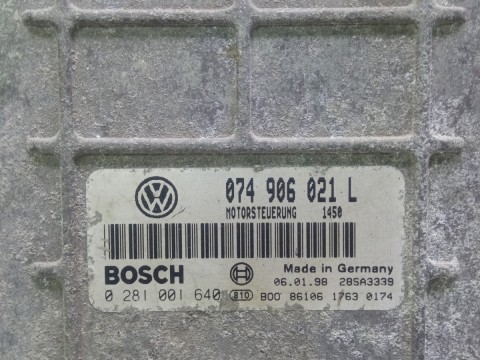 074 906 021 L
MOTORSTEUERUNG 1450
BOSCH
Made in Germany
06.01.98 28SA3339
0 281 001 640 810 B00 86106 1763 0174